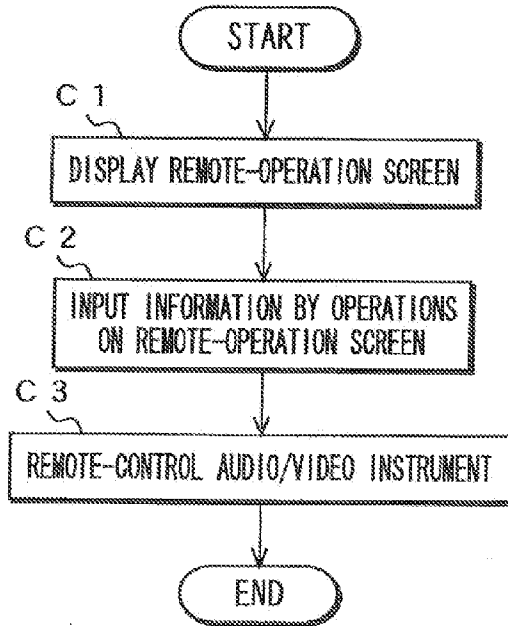 START
C 1
DISPLAY REMOTE-OPERATION SCREEN
C 2
INPUT INFORMATION BY OPERATIONS
ON REMOTE-OPERATION SCREEN
C 3
REMOTE-CONTROL AUDIO/VIDEO INSTRUMENT
END